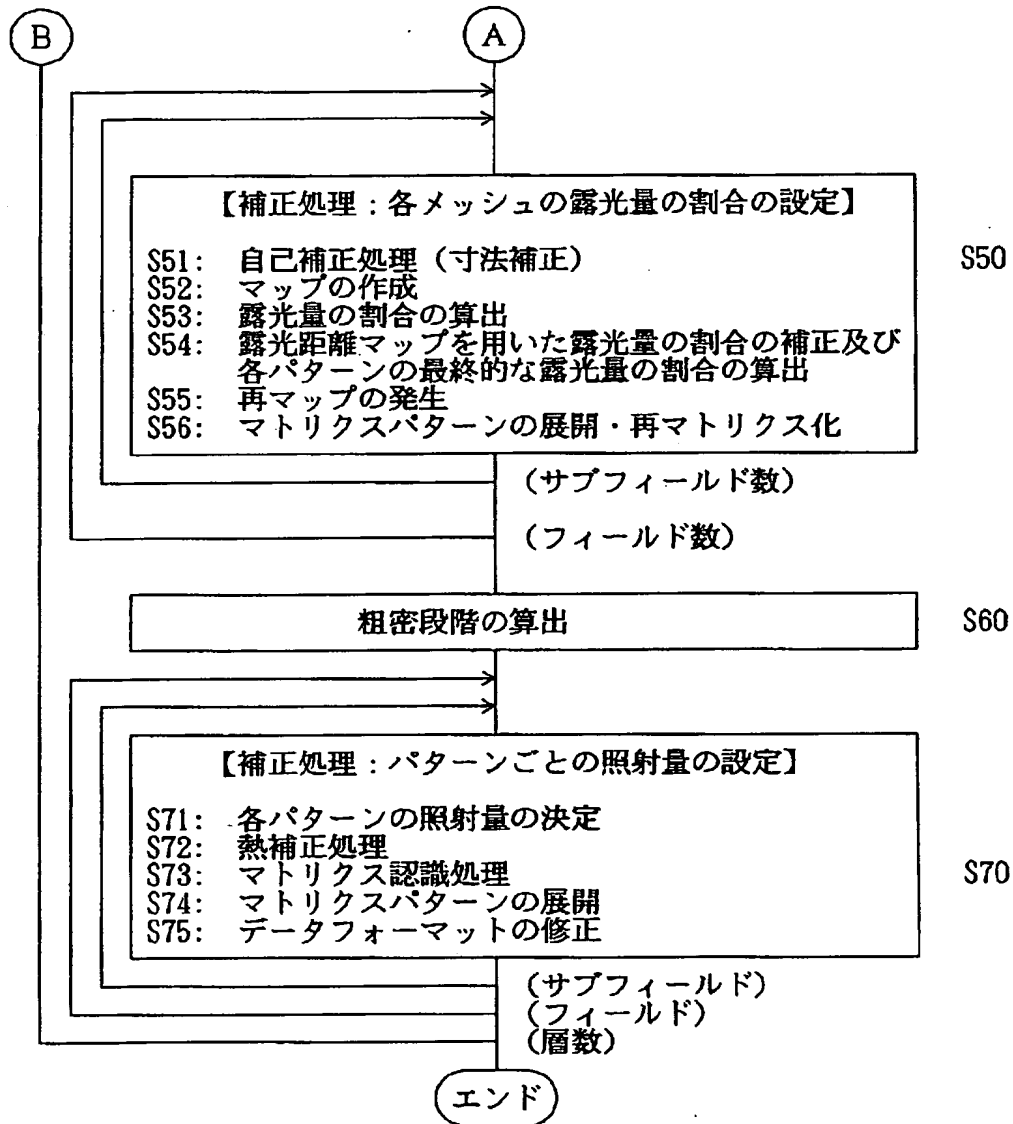 B
A
【補正処理：各メッシュの露光量の割合の設定】
S50
S51: 自己補正処理（寸法補正）
S52: マップの作成
S53: 露光量の割合の算出
S54: 露光距離マップを用いた露光量の割合の補正及び
各パターンの最終的な露光量の割合の算出
S55: 再マップの発生
S56: マトリクスパターンの展開・再マトリクス化
（サブフィールド数）
（フィールド数）
粗密段階の算出
S60
【補正処理：パターンごとの照射量の設定】
S71: 各パターンの照射量の決定
S72: 熱補正処理
S73: マトリクス認識処理
S70
S74: マトリクスパターンの展開
S75: データフォーマットの修正
（サブフィールド）
（フィールド）
（層数）
エンド